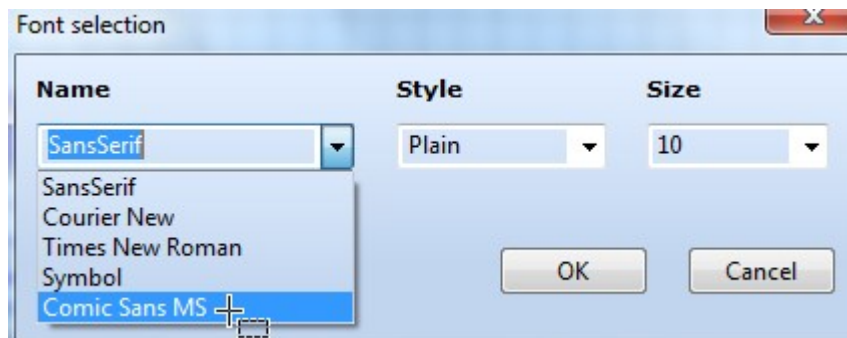 Font selection
Name Style Size
SansSerif Plain 10
SansSerif
Courier New
Times New Roman
Symbol
OK Cancel
Comic Sans MS